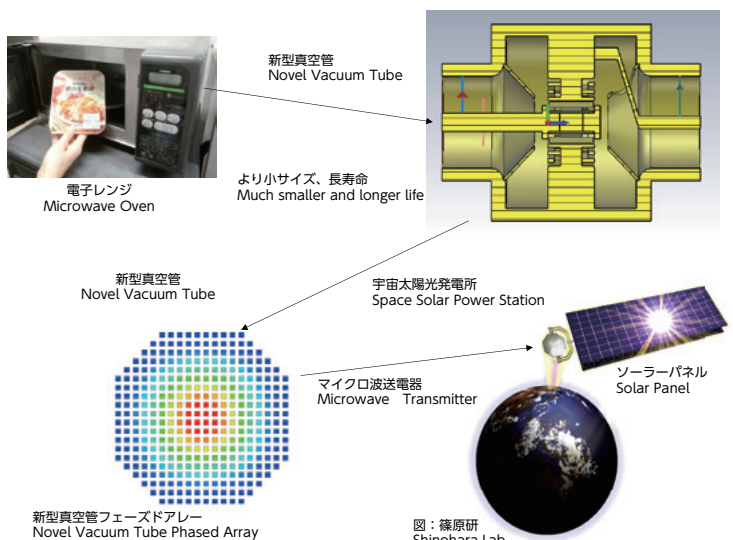 新型真空管
Novel Vacuum Tube
電子レンジ
Microwave Oven
より小サイズ、長寿命
Much smaller and longer life
新型真空管
Novel Vacuum Tube
宇宙太陽光発電所
Space Solar Power Station
ソーラーパネル
Solar Panel
マイクロ波送電器
Microwave Transmitter
新型真空管フェーズドアレー
Novel Vacuum Tube Phased Array
図：篠原研
Shinohara Lab